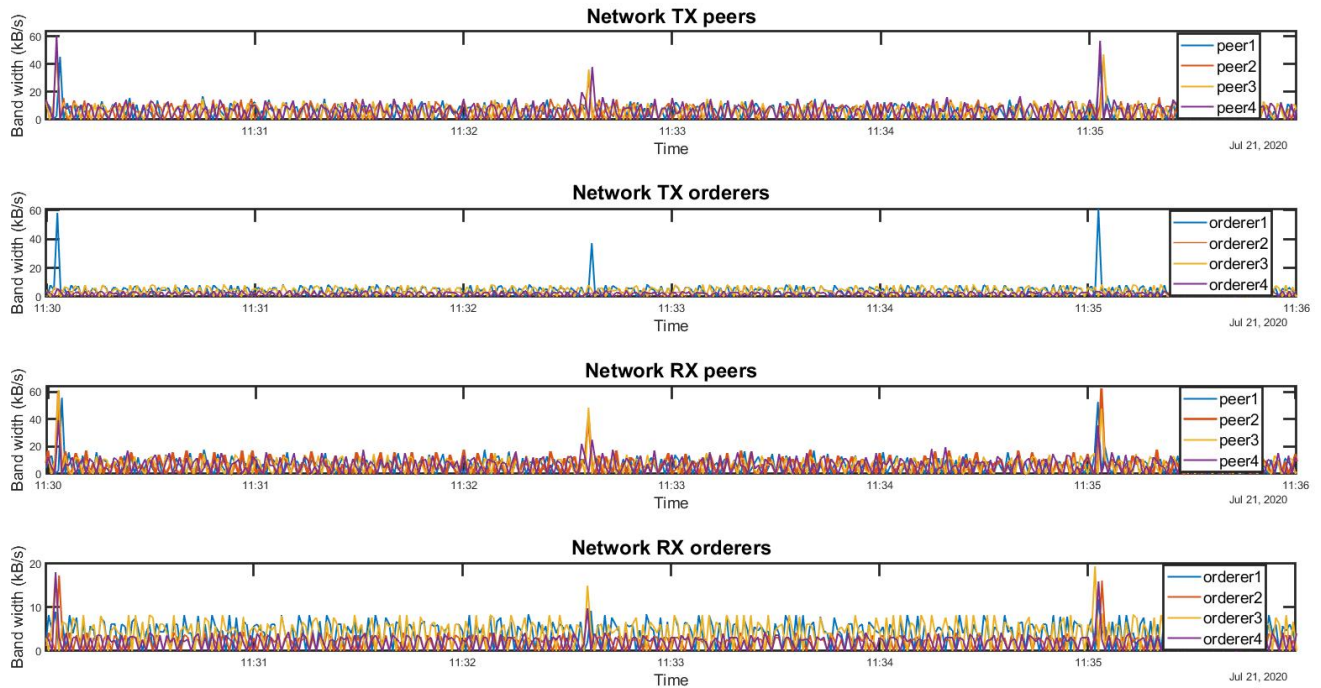 Network TX peers
Band width (kB/s)
60
40
20
0
peer1
peer2
peer3
peer4
11:31 11:32 11:33 11:34 11:35
Time
Jul 21, 2020
Network TX orderers
Band width (kB/s)
60
40
20
0
orderer1
orderer2
orderer3
orderer4
11:30 11:31 11:32 11:33 11:34 11:35 11:36
Time
Jul 21, 2020
Network RX peers
Band width (kB/s)
60
40
20
0
peer1
peer2
peer3
peer4
11:30 11:31 11:32 11:33 11:34 11:35 11:36
Time
Jul 21, 2020
Network RX orderers
Band width (kB/s)
20
10
0
orderer1
orderer2
orderer3
orderer4
11:31 11:32 11:33 11:34 11:35
Time
Jul 21, 2020